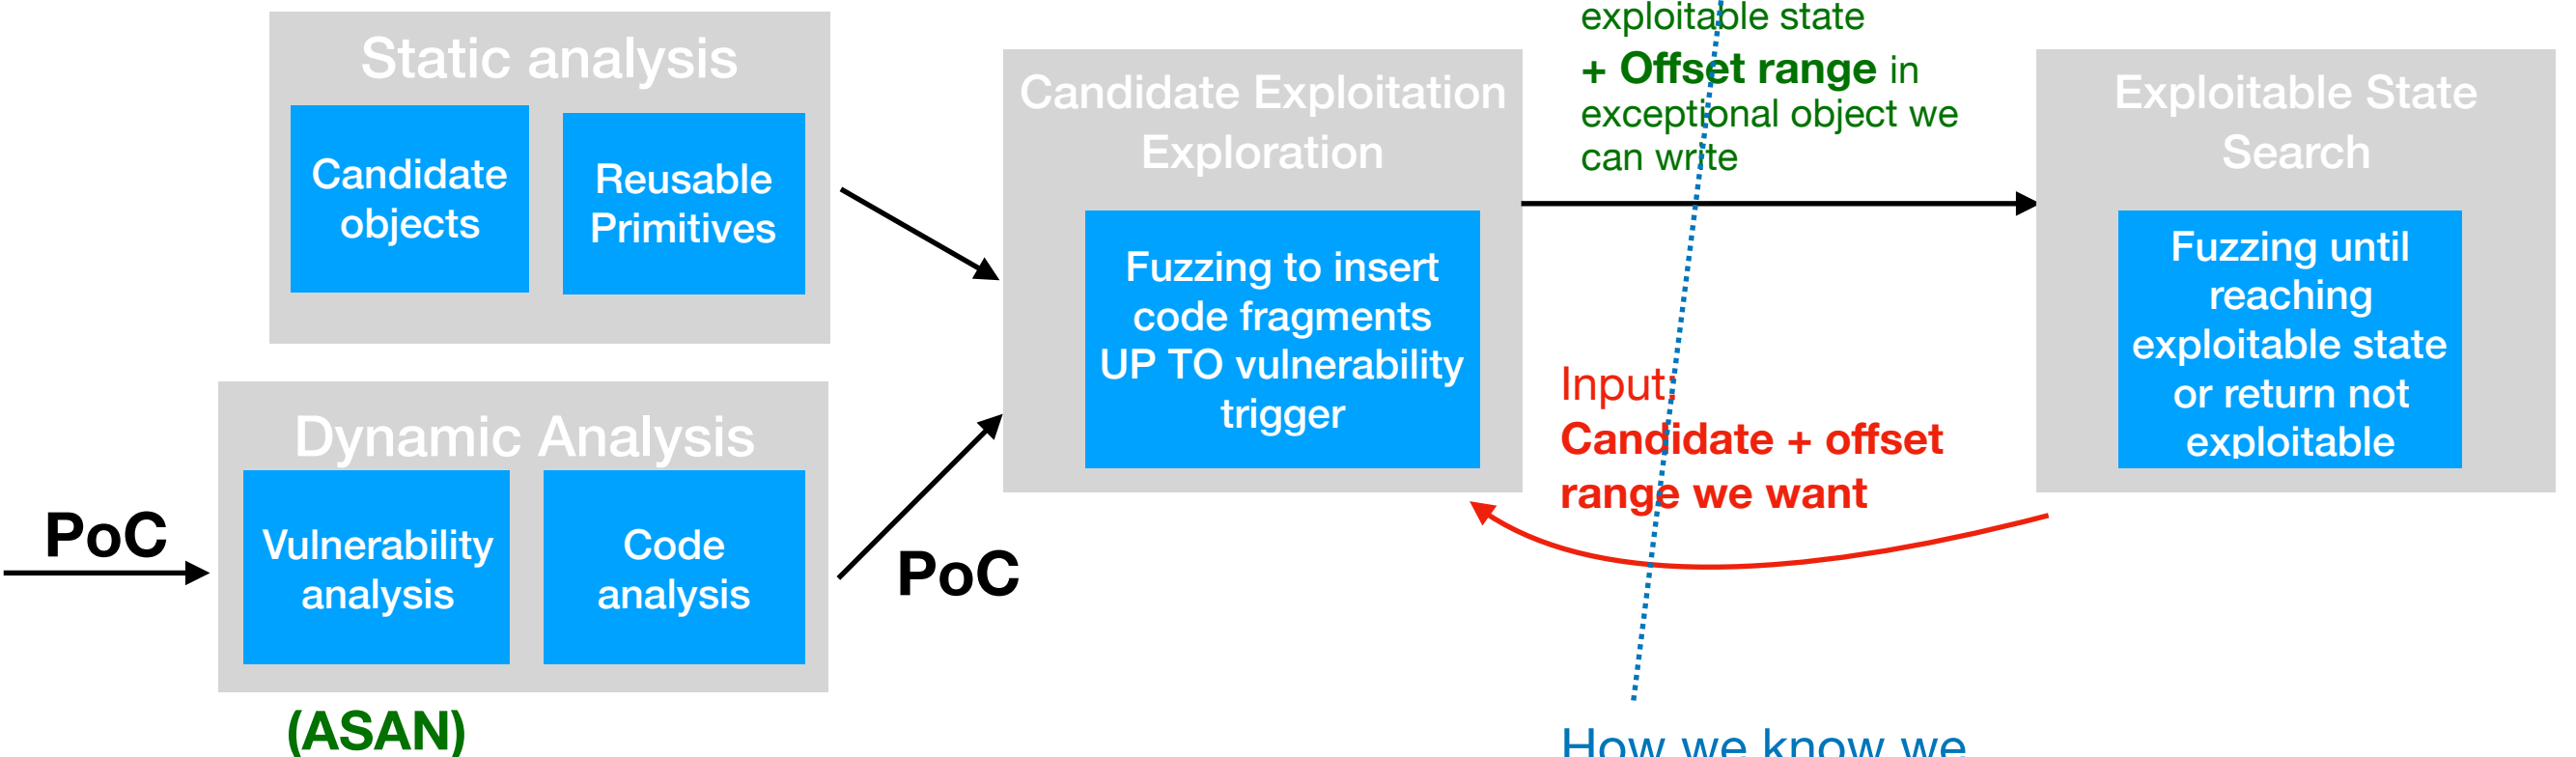 Static analysis
Candidate
objects
Reusable
Primitives
PoC
Dynamic Analysis
Vulnerability
analysis
Code
analysis
(ASAN)
PoC
Candidate Exploitation
Exploration
Fuzzing to insert
code fragments
UP TO vulnerability
trigger
exploitable state
+ Offset range in
exceptional object we
can write
Input:
Candidate + offset
range we want
How we know we
Exploitable State
Search
Fuzzing until
reaching
exploitable state
or return not
exploitable